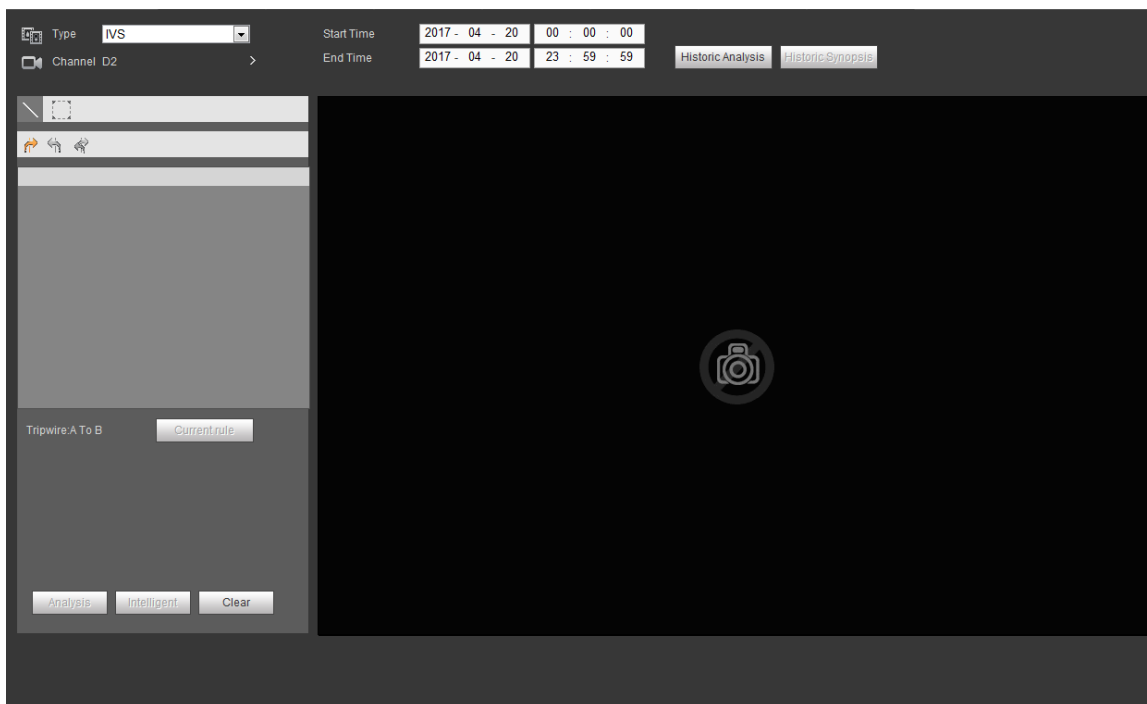 Type IVS Start Time 2017 - 04 - 20 00 : 00 : 00
Channel D2 > End Time 2017 - 04 - 20 23 : 59 : 59 Historic Analysis Historic Synopsis
Tripwire:A To B Current rule
Analysis Intelligent Clear